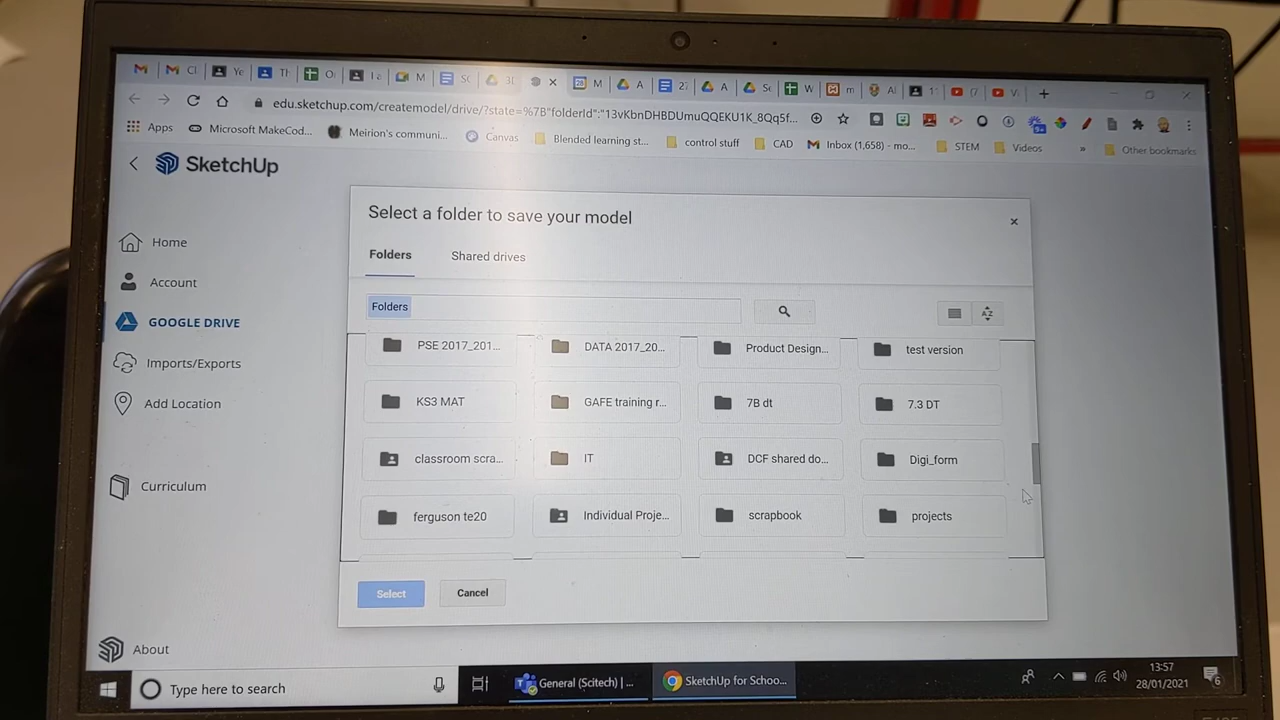 edu.sketchup.com/createmodel/drive/?state=%7B"folderId":"13vKbnDHBDUmuQQEKU1K_8Qq5f...
Apps Microsoft MakeCod... Meirion's communi... Canvas Blended learning st... control stuff CAD Inbox (1,658) - mo... STEM Videos » Other bookmarks
SketchUp
Select a folder to save your model
Folders Shared drives
Folders
Home
Account
GOOGLE DRIVE
Imports/Exports
Add Location
Curriculum
About
PSE 2017_201... DATA 2017_20... Product Design... test version
KS3 MAT GAFE training r... 7B dt 7.3 DT
classroom scra... IT DCF shared do... Digi_form
ferguson te20 Individual Proje... scrapbook projects
Select Cancel
Type here to search
General (Scitech) | ...
SketchUp for Schoo...
13:57
28/01/2021
6